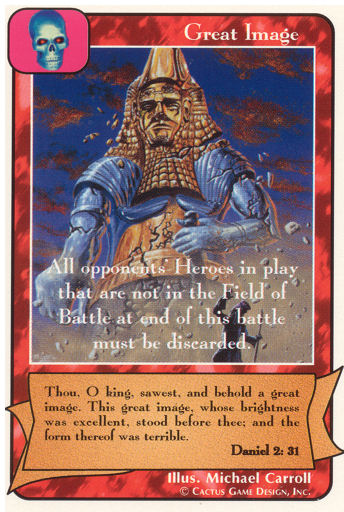 Great Image
All opponents' Heroes in play
that are not in the Field of
Battle at end of this battle
must be discarded.
Thou, O king, sawest, and behold a great
image. This great image, whose brightness
was excellent, stood before thee; and the
form thereof was terrible.
Daniel 2: 31
Illus. Michael Carroll
© Cactus Game Design, Inc.